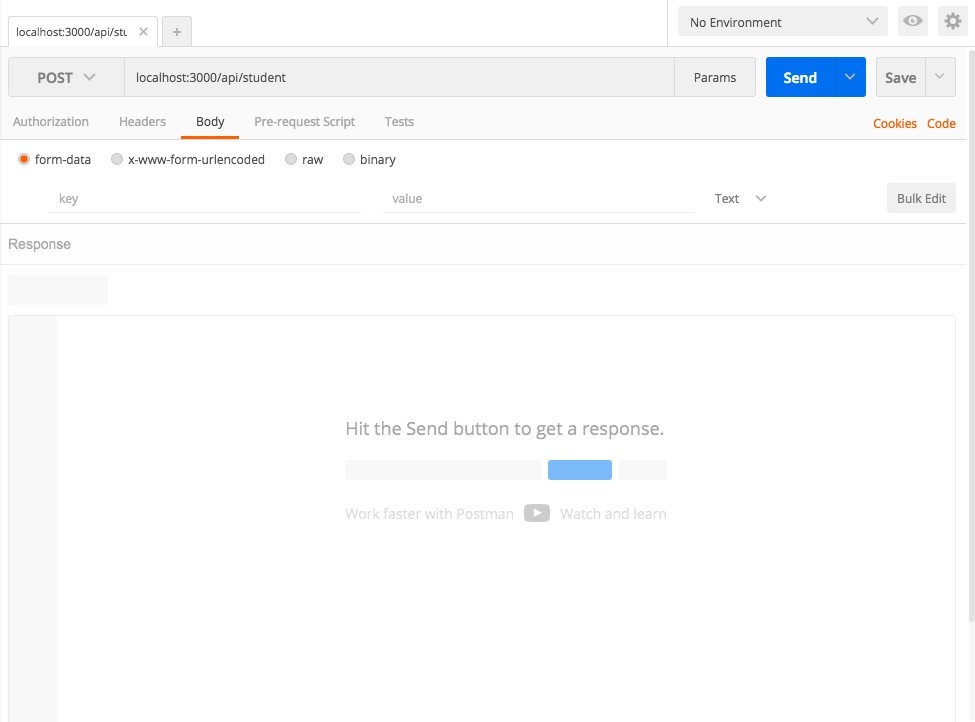 localhost:3000/api/stu
No Environment
POST localhost:3000/api/student Params Send Save
Authorization Headers Body Pre-request Script Tests Cookies Code
form-data x-www-form-urlencoded raw binary
key value Text Bulk Edit
Response
Hit the Send button to get a response.
Work faster with Postman Watch and learn